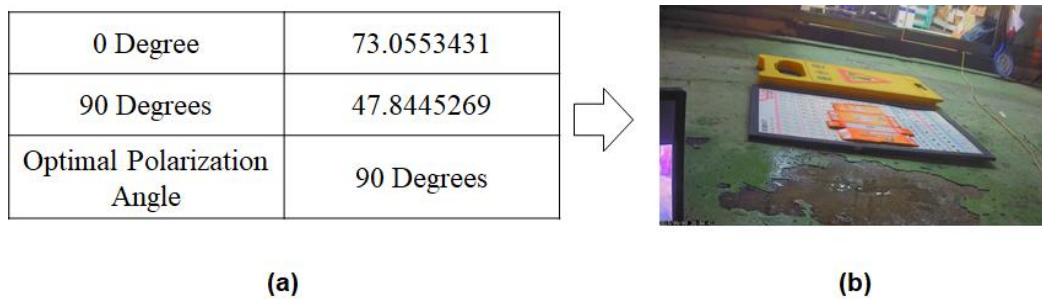 0 Degree 73.0553431
90 Degrees 47.8445269
Optimal Polarization
Angle
90 Degrees
(a)
(b)